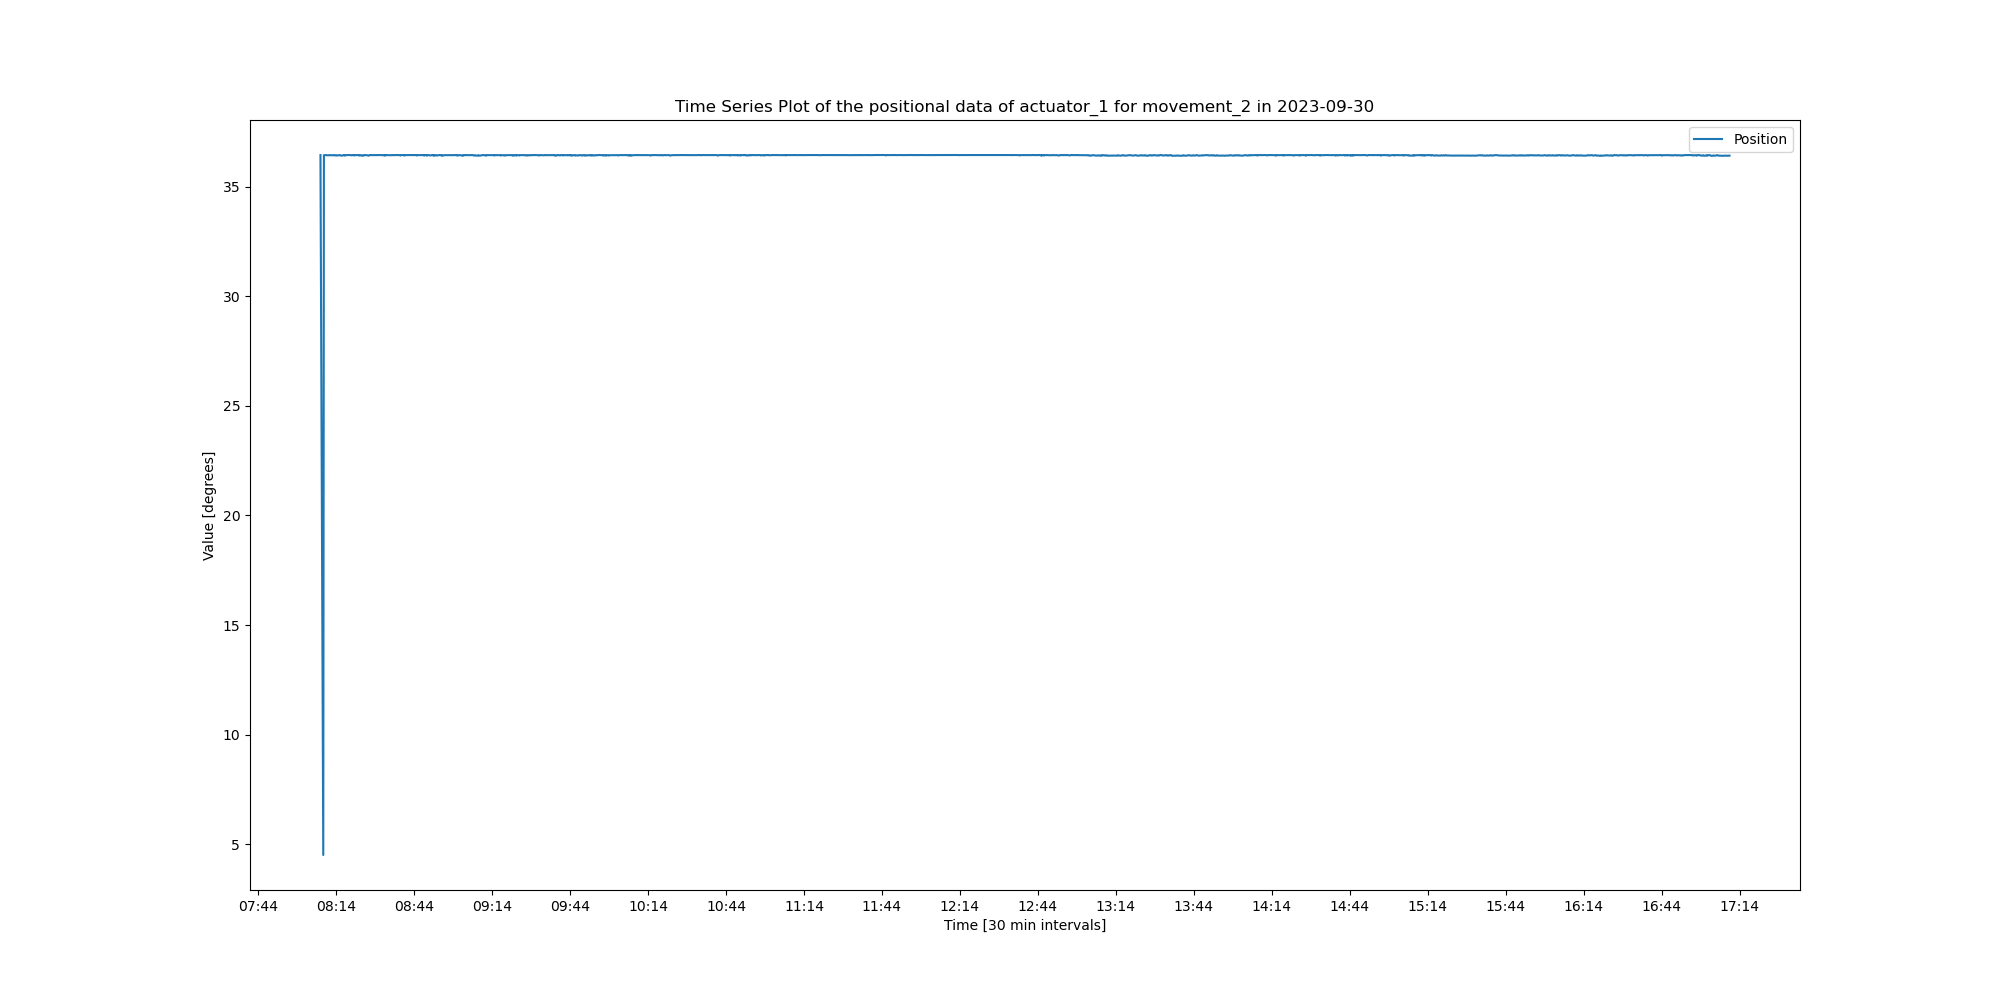 Time Series Plot of the positional data of actuator_1 for movement_2 in 2023-09-30
Position
35
30
25
20
15
10
5
Value [degrees]
07:44 08:14 08:44 09:14 09:44 10:14 10:44 11:14 11:44 12:14 12:44 13:14 13:44 14:14 14:44 15:14 15:44 16:14 16:44 17:14
Time [30 min intervals]